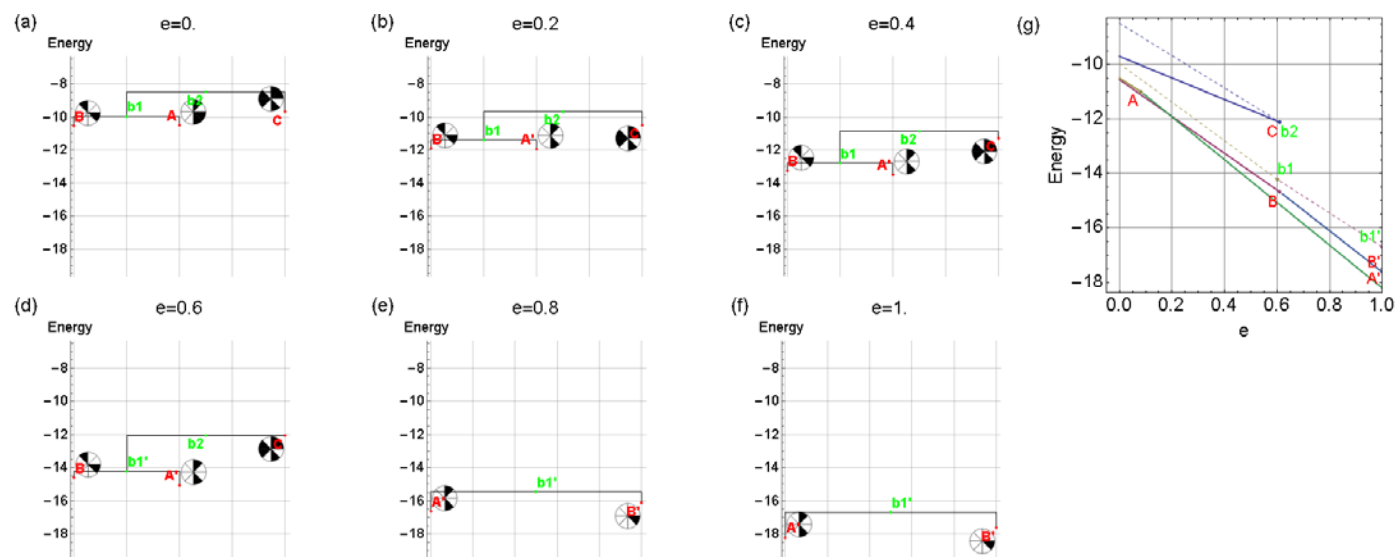 (a) e=0.
Energy
−8
−10
−12
−14
−16
−18
B b1 A b2 C
(b) e=0.2
Energy
−8
−10
−12
−14
−16
−18
B b1 A' b2 C
(c) e=0.4
Energy
−8
−10
−12
−14
−16
−18
B b1 A' b2 C
(g)
Energy
−10
−12
−14
−16
−18
A
C b2
b1
B
b1'
B'
A'
0.0 0.2 0.4 0.6 0.8 1.0
e
(d) e=0.6
Energy
−8
−10
−12
−14
−16
−18
B b1' A' b2 C
(e) e=0.8
Energy
−8
−10
−12
−14
−16
−18
A' b1' B'
(f) e=1.
Energy
−8
−10
−12
−14
−16
−18
A' b1' B'